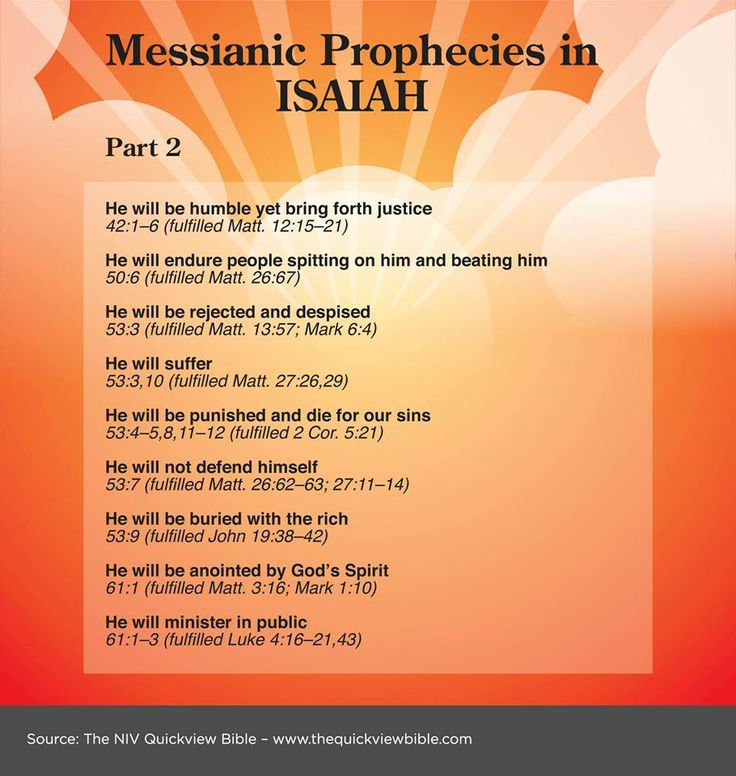 Messianic Prophecies in
ISAIAH
Part 2
He will be humble yet bring forth justice
42:1–6 (fulfilled Matt. 12:15–21)
He will endure people spitting on him and beating him
50:6 (fulfilled Matt. 26:67)
He will be rejected and despised
53:3 (fulfilled Matt. 13:57; Mark 6:4)
He will suffer
53:3,10 (fulfilled Matt. 27:26,29)
He will be punished and die for our sins
53:4–5,8,11–12 (fulfilled 2 Cor. 5:21)
He will not defend himself
53:7 (fulfilled Matt. 26:62–63; 27:11–14)
He will be buried with the rich
53:9 (fulfilled John 19:38–42)
He will be anointed by God’s Spirit
61:1 (fulfilled Matt. 3:16; Mark 1:10)
He will minister in public
61:1–3 (fulfilled Luke 4:16–21,43)
Source: The NIV Quickview Bible – www.thequickviewbible.com